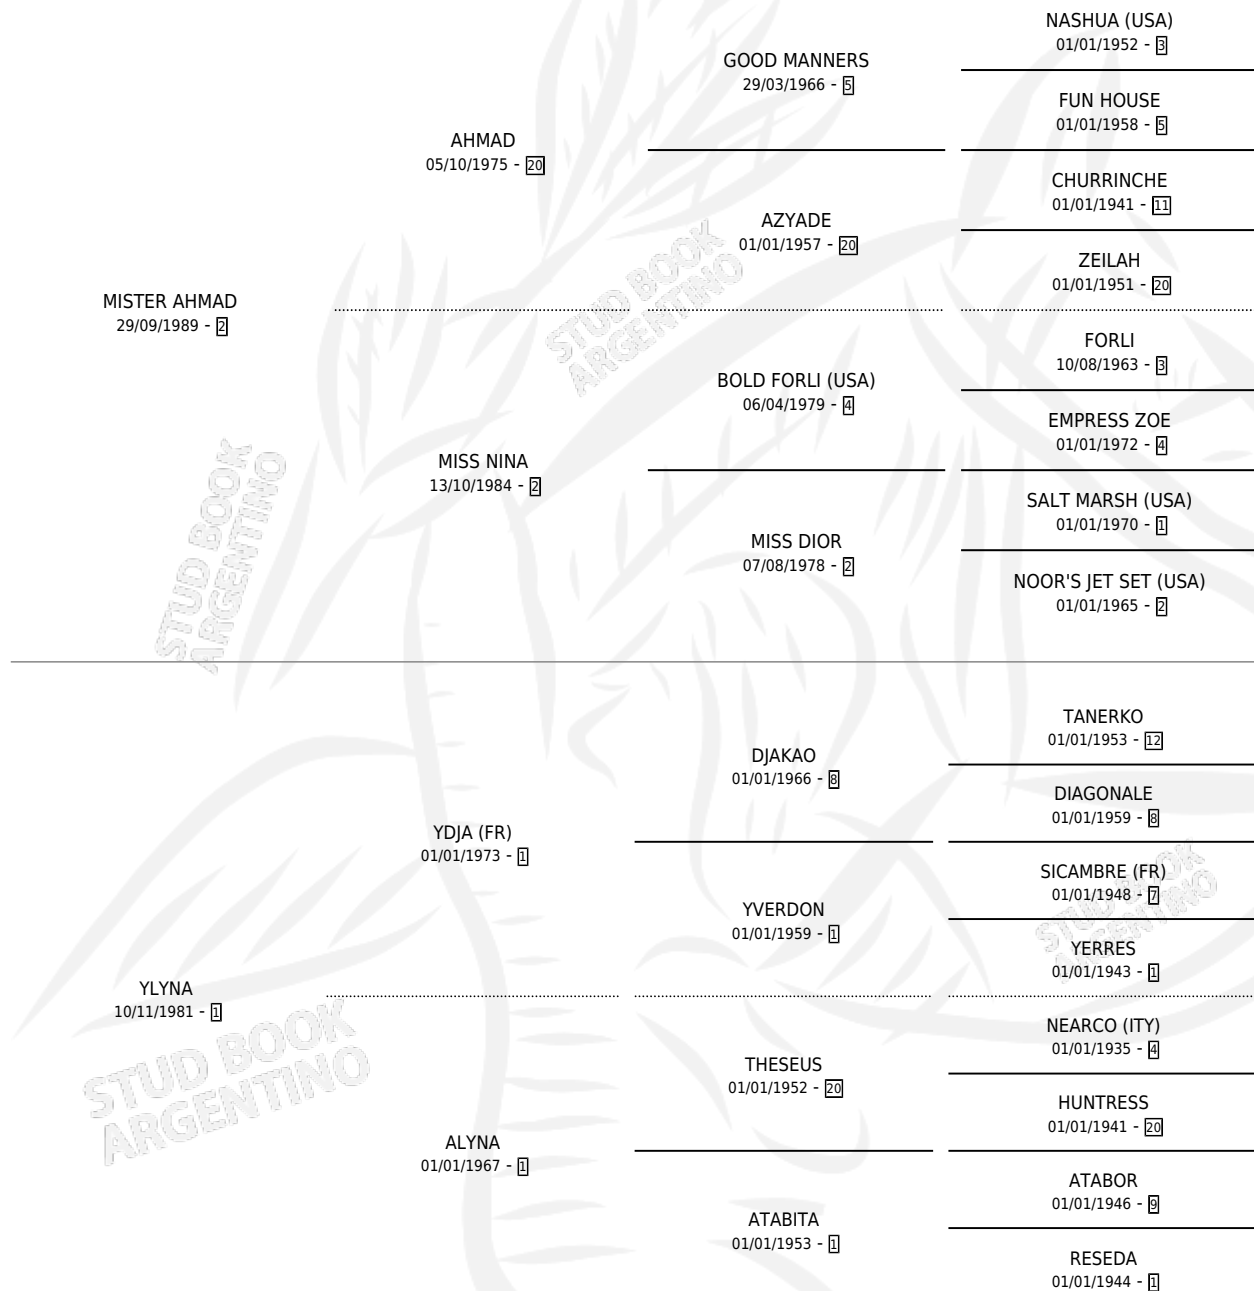 NASHUA (USA)
01/01/1952 - 3
GOOD MANNERS
29/03/1966 - 5
FUN HOUSE
01/01/1958 - 5
AHMAD
05/10/1975 - 20
CHURRINCHE
01/01/1941 - 11
AZYADE
01/01/1957 - 20
ZEILAH
01/01/1951 - 20
MISTER AHMAD
29/09/1989 - 2
STUD BOOK
ARGENTINO
FORLI
10/08/1963 - 3
BOLD FORLI (USA)
06/04/1979 - 4
EMPRESS ZOE
01/01/1972 - 4
MISS NINA
13/10/1984 - 2
SALT MARSH (USA)
01/01/1970 - 1
MISS DIOR
07/08/1978 - 2
NOOR'S JET SET (USA)
01/01/1965 - 2
STUD BOOK
ARGENTINO
TANERKO
01/01/1953 - 12
DJAKAO
01/01/1966 - 8
DIAGONALE
01/01/1959 - 8
YDJA (FR)
01/01/1973 - 1
SICAMBRE (FR)
01/01/1948 - 7
YVERDON
01/01/1959 - 1
YERRES
01/01/1943 - 1
STUD BOOK
ARGENTINO
YLYNA
10/11/1981 - 1
NEARCO (ITY)
01/01/1935 - 4
THESEUS
01/01/1952 - 20
HUNTRESS
01/01/1941 - 20
STUD BOOK
ARGENTINO
ALYNA
01/01/1967 - 1
ATABOR
01/01/1946 - 9
ATABITA
01/01/1953 - 1
RESEDA
01/01/1944 - 1